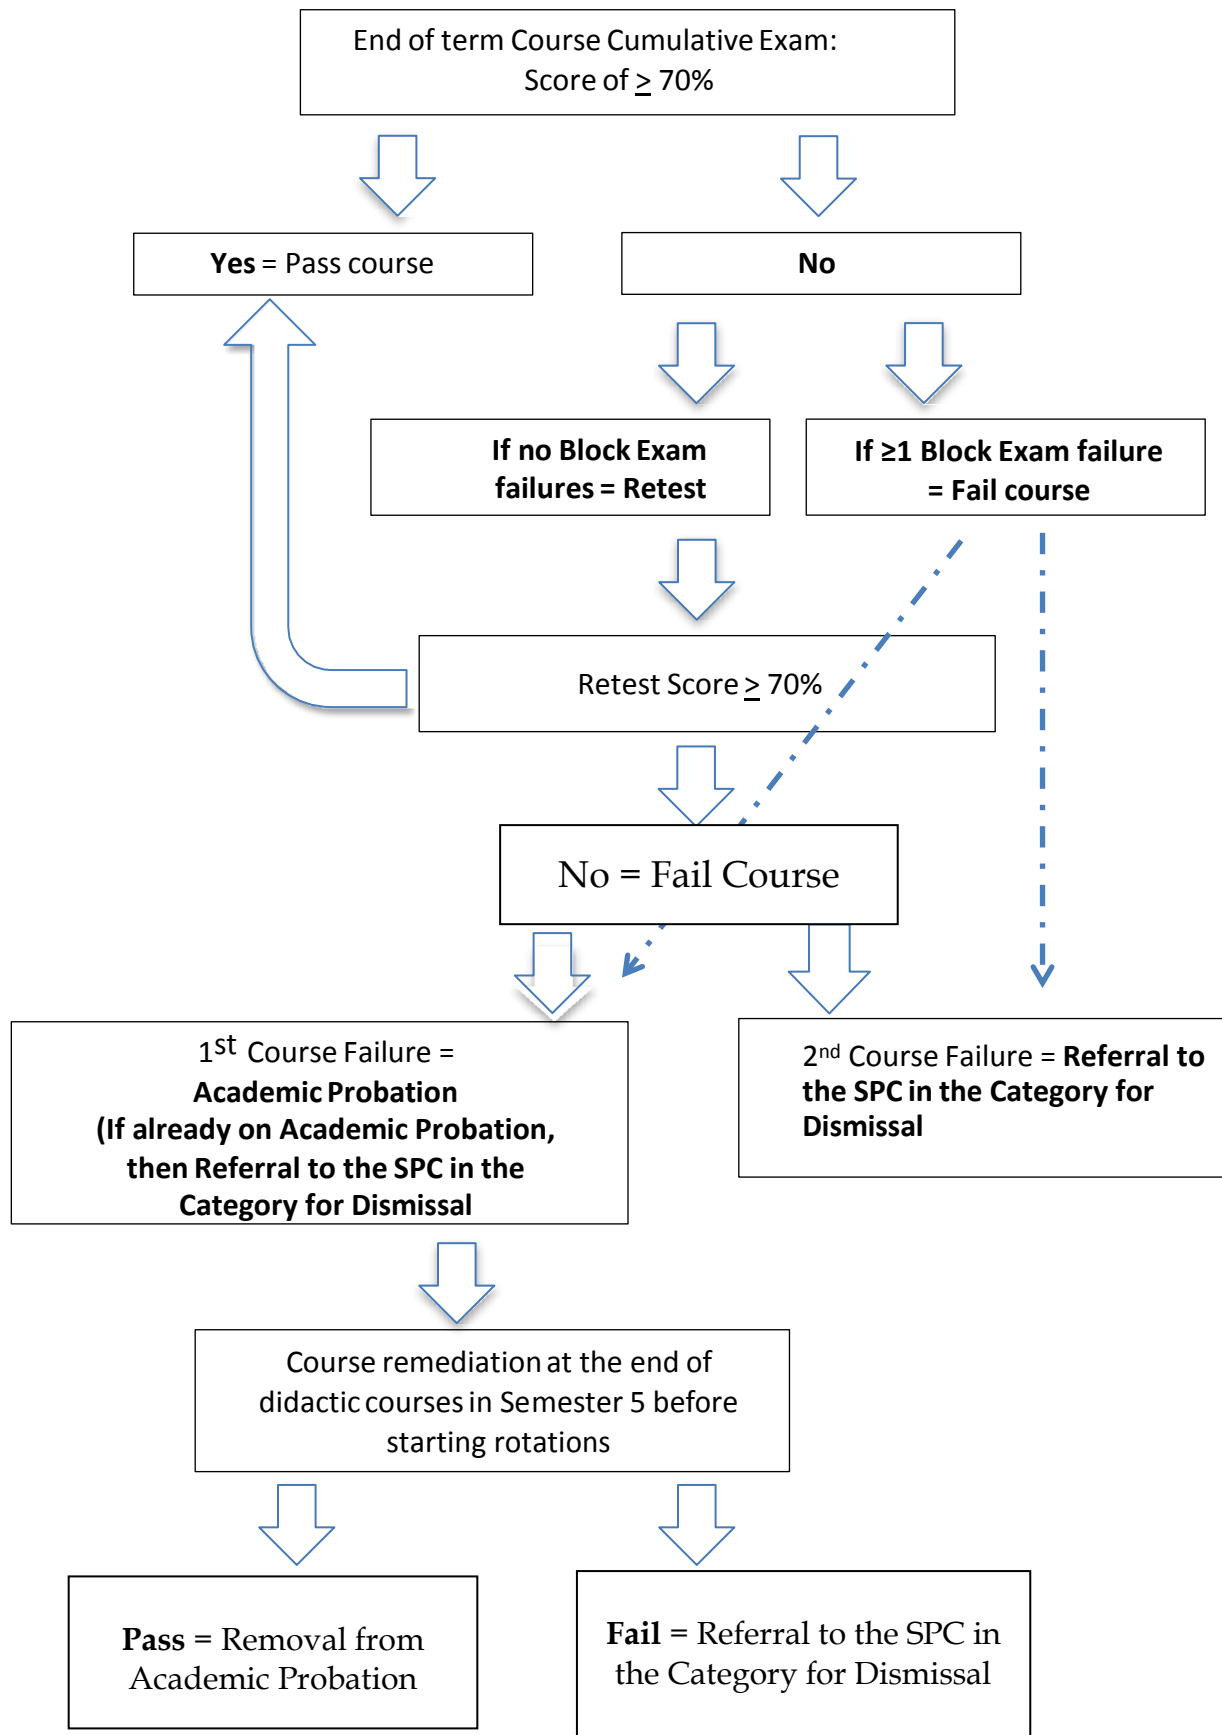 End of term Course Cumulative Exam:
Score of ≥ 70%
Yes = Pass course
No
If no Block Exam
failures = Retest
If ≥1 Block Exam failure
= Fail course
Retest Score ≥ 70%
No = Fail Course
1st Course Failure =
Academic Probation
(If already on Academic Probation,
then Referral to the SPC in the
Category for Dismissal
2nd Course Failure = Referral to
the SPC in the Category for
Dismissal
Course remediation at the end of
didactic courses in Semester 5 before
starting rotations
Pass = Removal from
Academic Probation
Fail = Referral to the SPC in
the Category for Dismissal